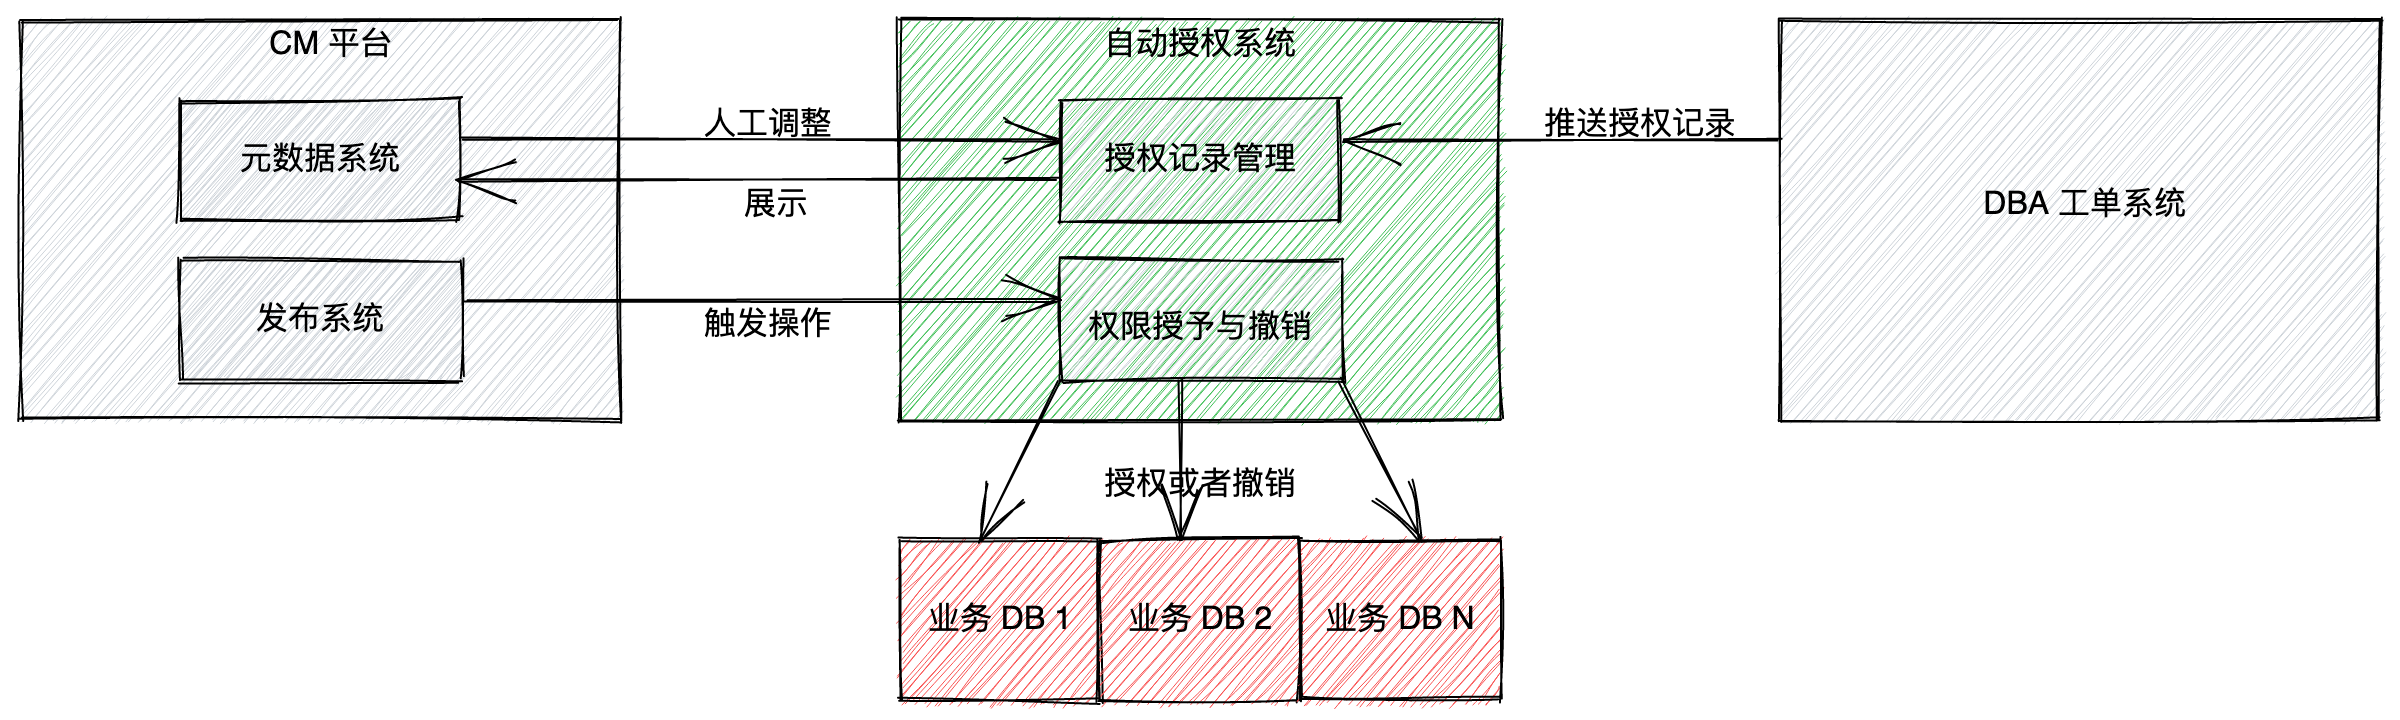 CM 平台
元数据系统
发布系统
人工调整
展示
触发操作
自动授权系统
授权记录管理
权限授予与撤销
推送授权记录
DBA 工单系统
授权或者撤销
业务 DB 1
业务 DB 2
业务 DB N